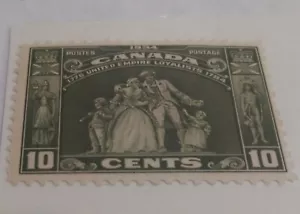 1934
POSTES POSTAGE
CANADA
1776 UNITED EMPIRE LOYALISTS 1784
10 CENTS 10